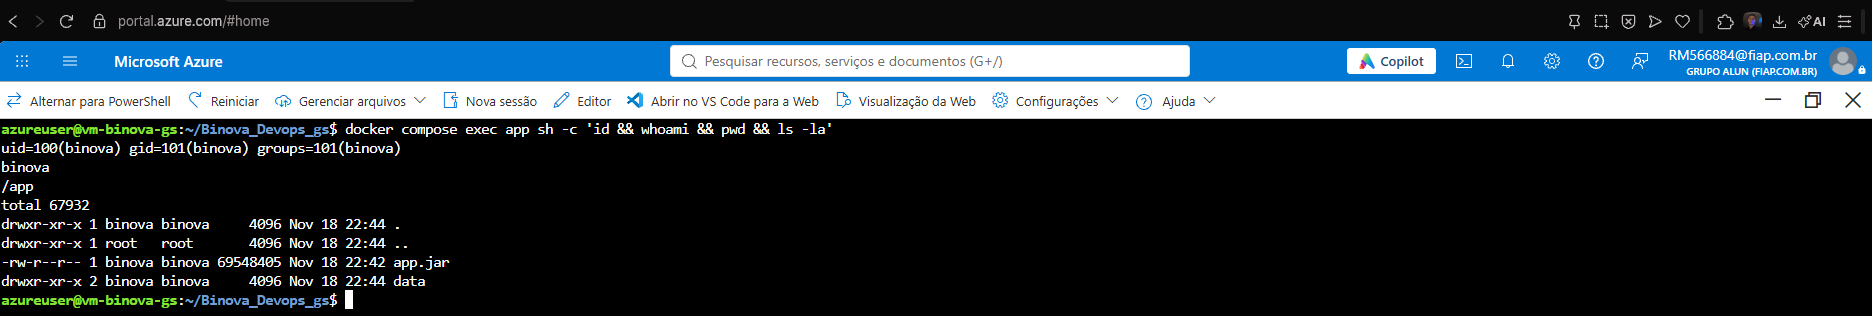 portal.azure.com/#home
AI
Microsoft Azure
Pesquisar recursos, serviços e documentos (G+/)
Copilot
RM566884@fiap.com.br
GRUPO ALUN (FIAP.COM.BR)
Alternar para PowerShell Reiniciar Gerenciar arquivos Nova sessão Editor Abrir no VS Code para a Web Visualização da Web Configurações Ajuda
azureuser@vm-binova-gs:~/Binova_Devops_gs$ docker compose exec app sh -c 'id && whoami && pwd && ls -la'
uid=100(binova) gid=101(binova) groups=101(binova)
binova
/app
total 67932
drwxr-xr-x 1 binova binova     4096 Nov 18 22:44 .
drwxr-xr-x 1 root   root       4096 Nov 18 22:44 ..
-rw-r--r-- 1 binova binova 69548405 Nov 18 22:42 app.jar
drwxr-xr-x 2 binova binova     4096 Nov 18 22:44 data
azureuser@vm-binova-gs:~/Binova_Devops_gs$